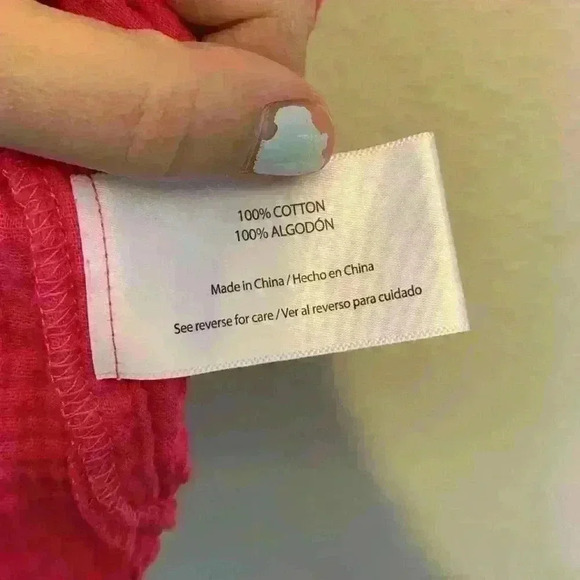 100% COTTON
100% ALGODÓN
Made in China / Hecho en China
See reverse for care / Ver al reverso para cuidado